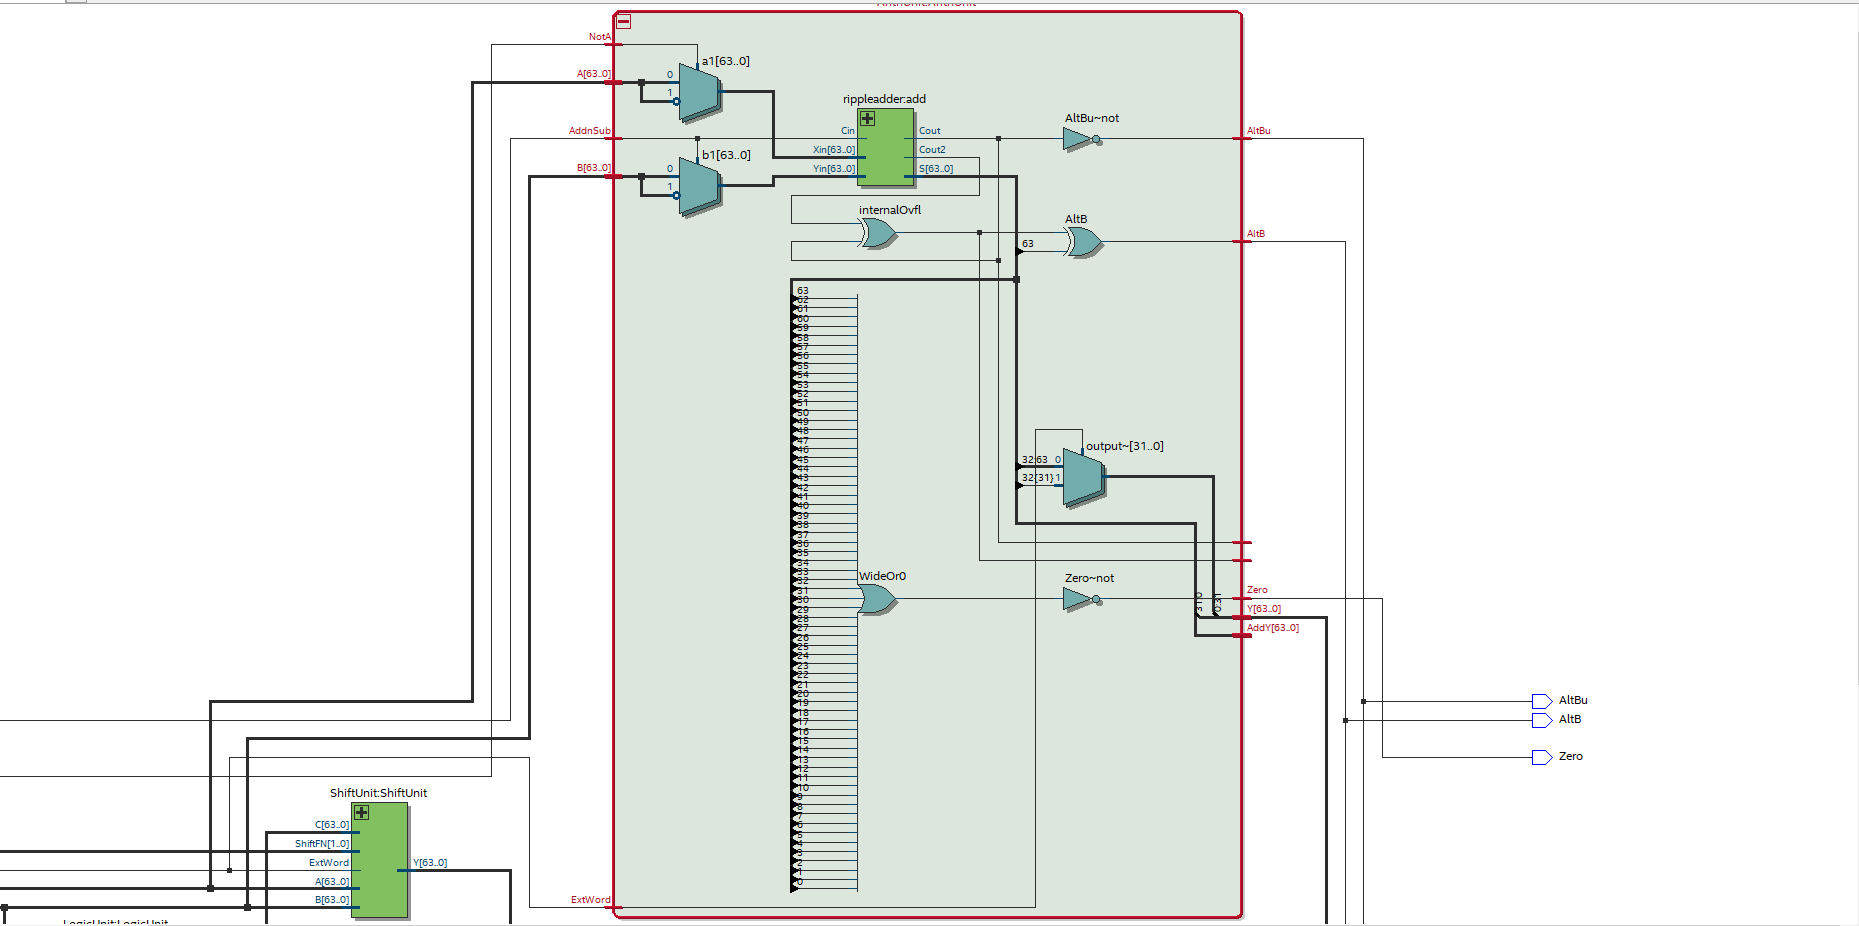 ArithUnit:ArithUnit
NotA
a1[63..0]
A[63..0]
0
1
rippleadder:add
AltBu~not
AddnSub
Cin
Cout
AltBu
b1[63..0]
Xin[63..0]
Cout2
B[63..0]
0
1
Yin[63..0]
S[63..0]
internalOvfl
AltB
AltB
63
63
62
61
60
59
58
57
56
55
54
53
52
51
50
49
48
47
46
45
44
43
42
41
40
39
38
37
36
35
34
33
32
31
30
29
28
27
26
25
24
23
22
21
20
19
18
17
16
15
14
13
12
11
10
9
8
7
6
5
4
3
2
1
0
output~[31..0]
32:63 0
32{31} 1
WideOr0
Zero~not
Zero
31:0
0:31
Y[63..0]
AddY[63..0]
AltBu
AltB
Zero
ShiftUnit:ShiftUnit
C[63..0]
ShiftFN[1..0]
ExtWord
Y[63..0]
A[63..0]
B[63..0]
ExtWord
LogicUnit:LogicUnit